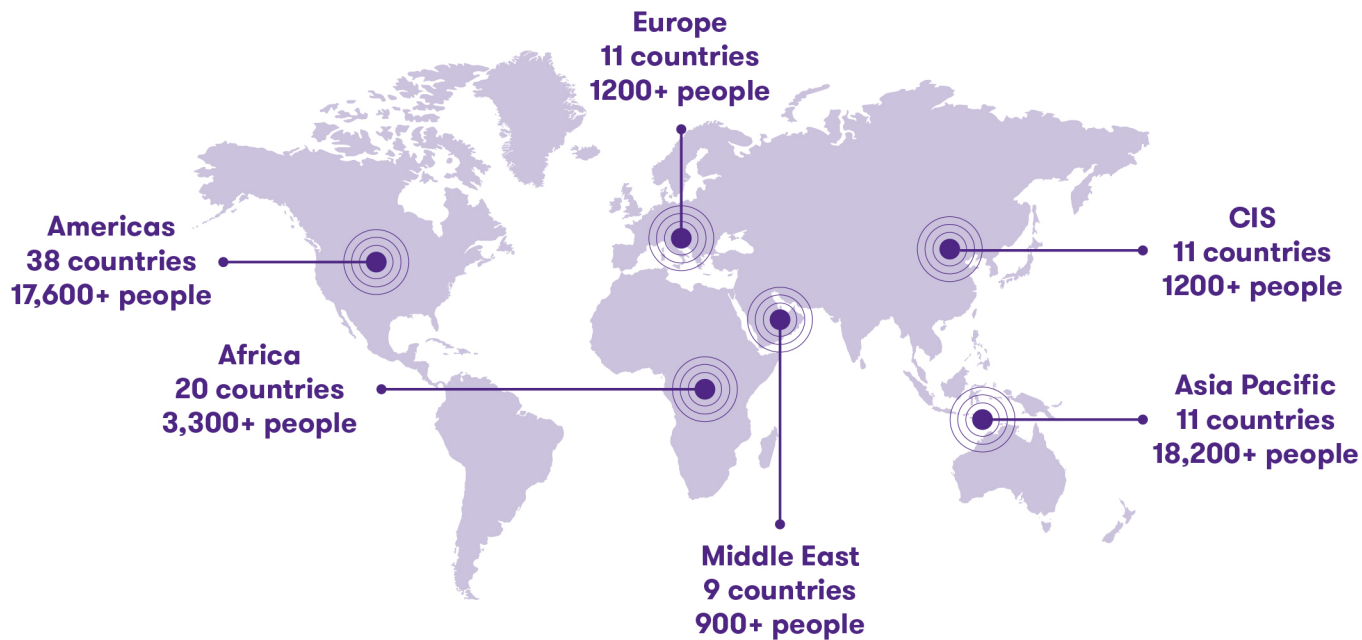 Europe
11 countries
1200+ people
Americas
38 countries
17,600+ people
CIS
11 countries
1200+ people
Africa
20 countries
3,300+ people
Asia Pacific
11 countries
18,200+ people
Middle East
9 countries
900+ people